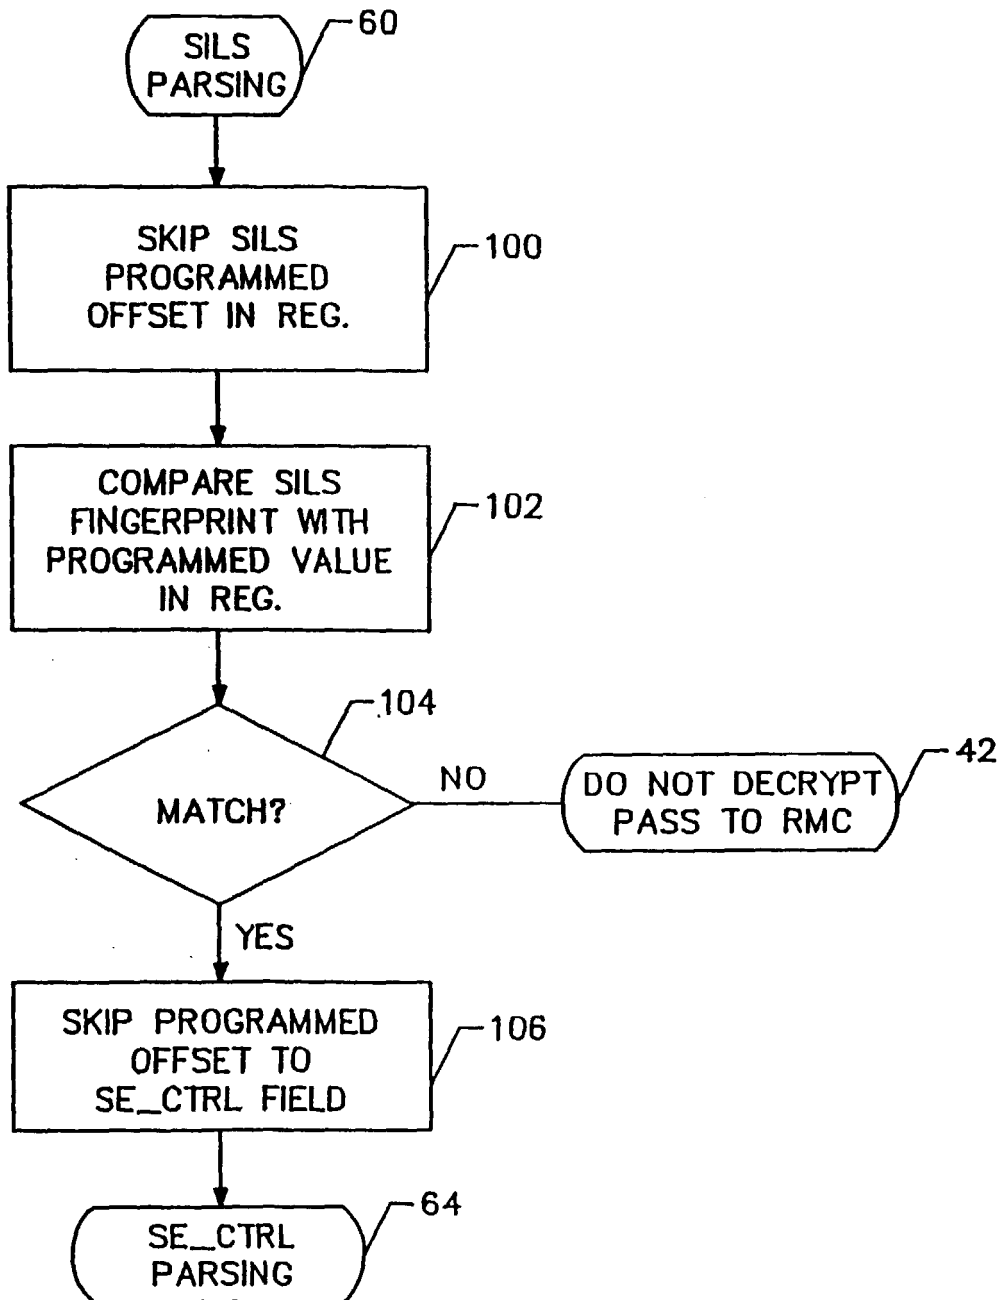 SILS
PARSING
60
SKIP SILS
PROGRAMMED
OFFSET IN REG.
100
COMPARE SILS
FINGERPRINT WITH
PROGRAMMED VALUE
IN REG.
102
MATCH?
104
NO
DO NOT DECRYPT
PASS TO RMC
42
YES
SKIP PROGRAMMED
OFFSET TO
SE_CTRL FIELD
106
SE_CTRL
PARSING
64